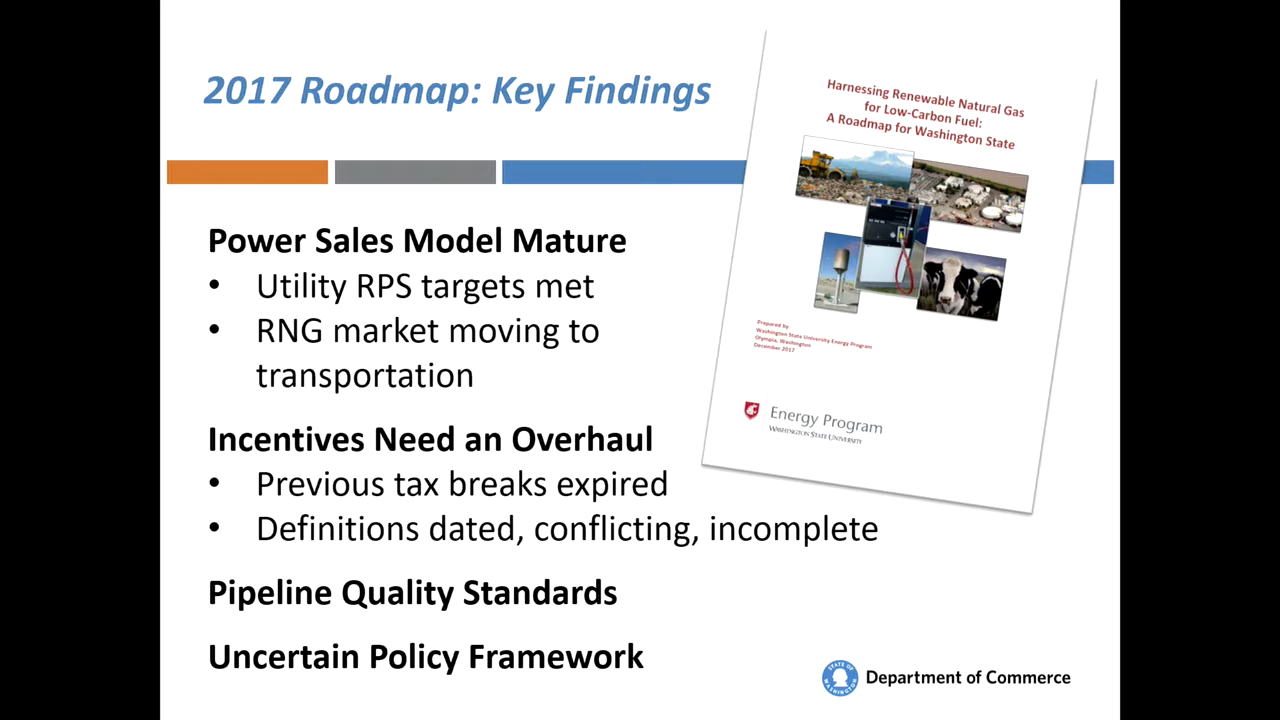 2017 Roadmap: Key Findings
Harnessing Renewable Natural Gas
for Low-Carbon Fuel:
A Roadmap for Washington State
Power Sales Model Mature
• Utility RPS targets met
• RNG market moving to
transportation
Prepared by
Washington State University Energy Program
Olympia, Washington
December 2017
Energy Program
WASHINGTON STATE UNIVERSITY
Incentives Need an Overhaul
• Previous tax breaks expired
• Definitions dated, conflicting, incomplete
Pipeline Quality Standards
Uncertain Policy Framework
STATE OF
WASHINGTON
Department of Commerce